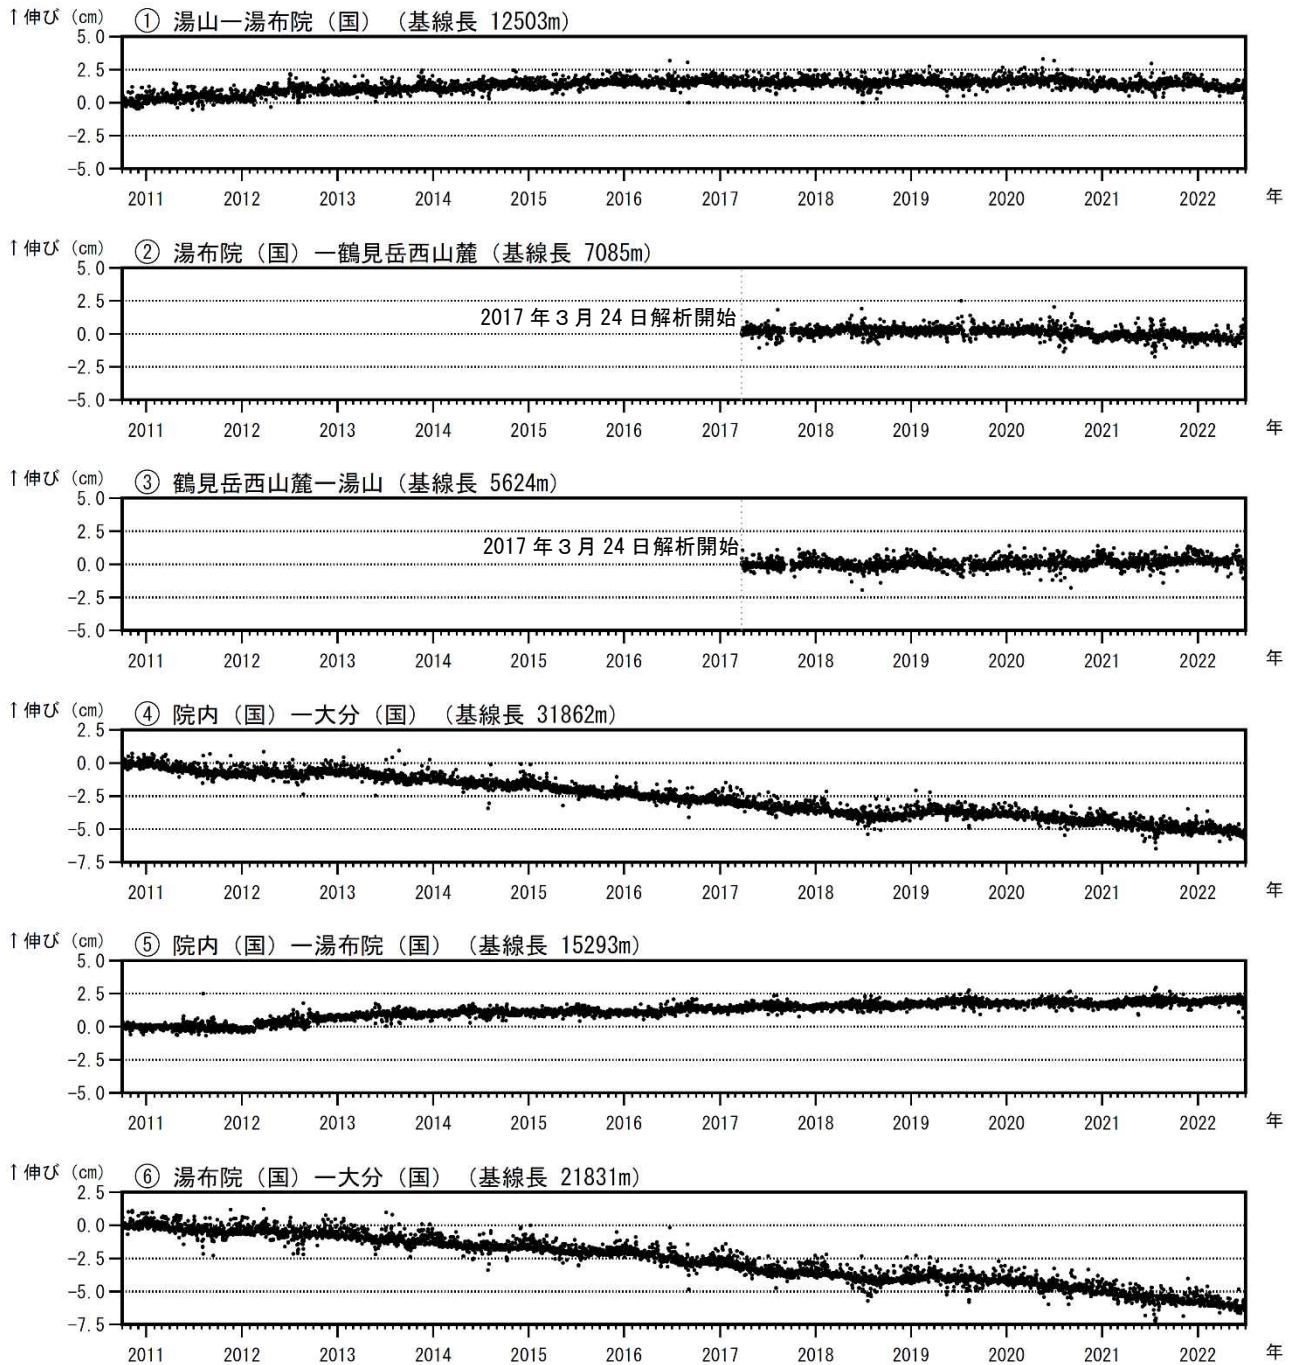 ↑伸び (cm) ① 湯山ー湯布院（国）（基線長 12503m）
5.0
2.5
0.0
-2.5
-5.0
2011 2012 2013 2014 2015 2016 2017 2018 2019 2020 2021 2022 年
↑伸び (cm) ② 湯布院（国）ー鶴見岳西山麓（基線長 7085m）
5.0
2.5
2017年3月24日解析開始
0.0
-2.5
-5.0
2011 2012 2013 2014 2015 2016 2017 2018 2019 2020 2021 2022 年
↑伸び (cm) ③ 鶴見岳西山麓ー湯山（基線長 5624m）
5.0
2.5
2017年3月24日解析開始
0.0
-2.5
-5.0
2011 2012 2013 2014 2015 2016 2017 2018 2019 2020 2021 2022 年
↑伸び (cm) ④ 院内（国）ー大分（国）（基線長 31862m）
2.5
0.0
-2.5
-5.0
-7.5
2011 2012 2013 2014 2015 2016 2017 2018 2019 2020 2021 2022 年
↑伸び (cm) ⑤ 院内（国）ー湯布院（国）（基線長 15293m）
5.0
2.5
0.0
-2.5
-5.0
2011 2012 2013 2014 2015 2016 2017 2018 2019 2020 2021 2022 年
↑伸び (cm) ⑥ 湯布院（国）ー大分（国）（基線長 21831m）
2.5
0.0
-2.5
-5.0
-7.5
2011 2012 2013 2014 2015 2016 2017 2018 2019 2020 2021 2022 年